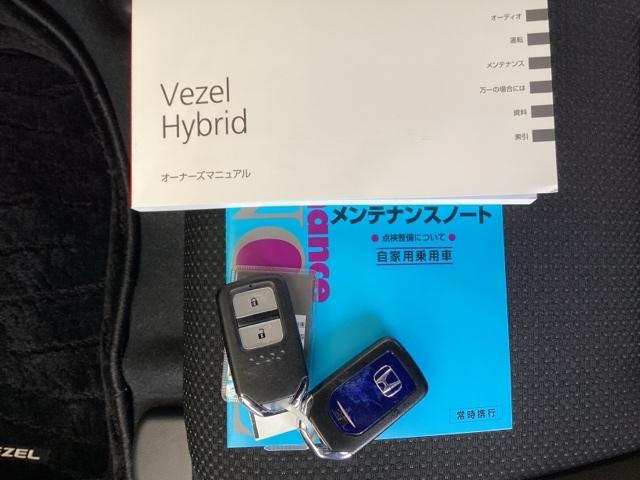 オーディオ
運転
メンテナンス
万一の場合には
資料
索引
Vezel
Hybrid
オーナーズマニュアル
メンテナンスノート
● 点検整備について ●
自家用乗用車
常時携行